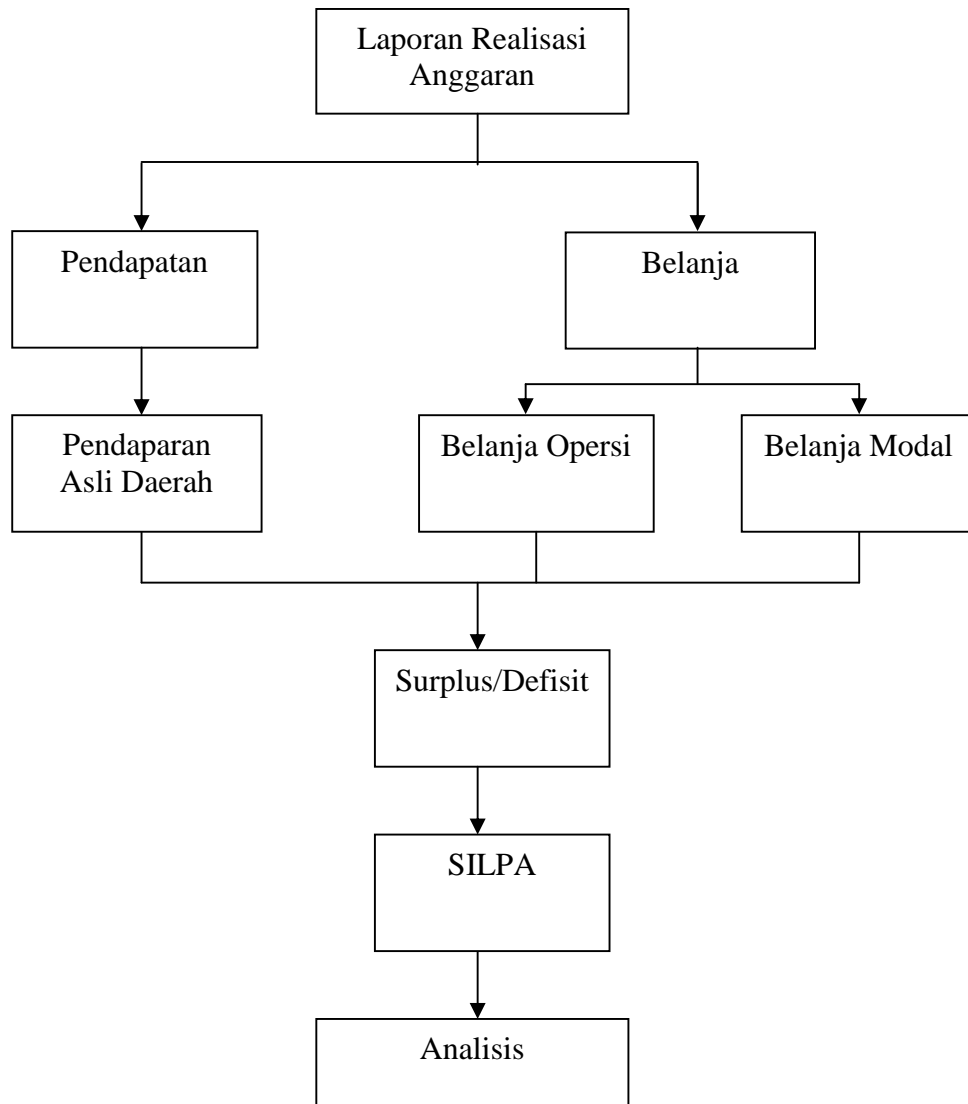 Laporan Realisasi
Anggaran
Pendapatan
Belanja
Pendaparan
Asli Daerah
Belanja Opersi
Belanja Modal
Surplus/Defisit
SILPA
Analisis